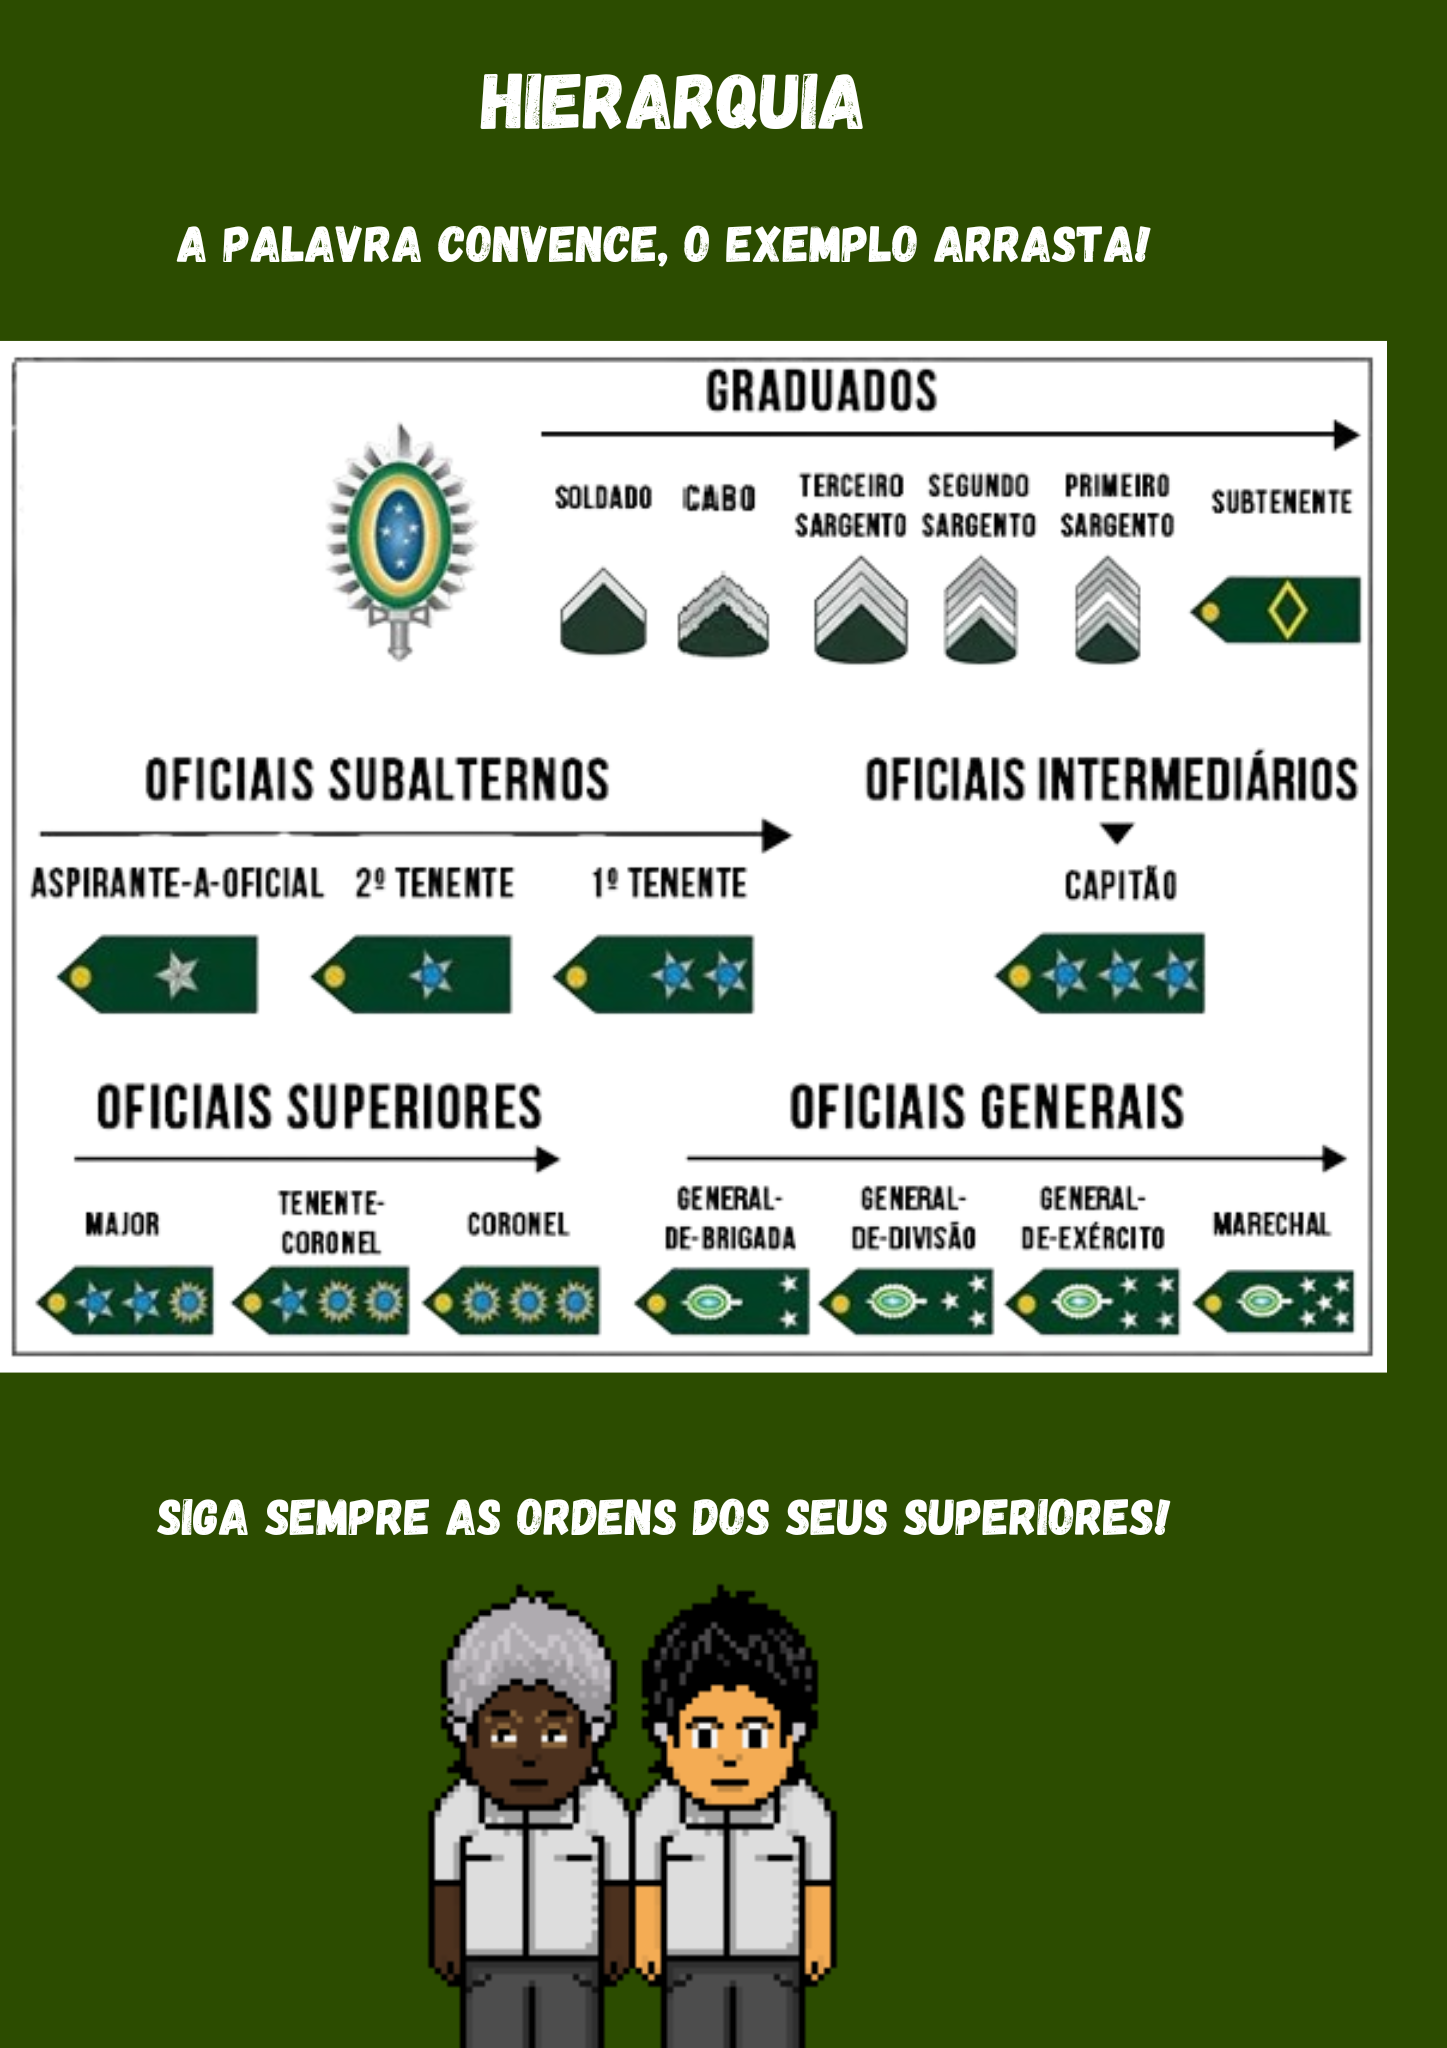 HIERARQUIA
A PALAVRA CONVENCE, O EXEMPLO ARRASTA!
GRADUADOS
SOLDADO
CABO
TERCEIRO
SARGENTO
SEGUNDO
SARGENTO
PRIMEIRO
SARGENTO
SUBTENENTE
OFICIAIS SUBALTERNOS
ASPIRANTE-A-OFICIAL
2º TENENTE
1º TENENTE
OFICIAIS INTERMEDIÁRIOS
CAPITÃO
OFICIAIS SUPERIORES
MAJOR
TENENTE-
CORONEL
CORONEL
OFICIAIS GENERAIS
GENERAL-
DE-BRIGADA
GENERAL-
DE-DIVISÃO
GENERAL-
DE-EXÉRCITO
MARECHAL
SIGA SEMPRE AS ORDENS DOS SEUS SUPERIORES!